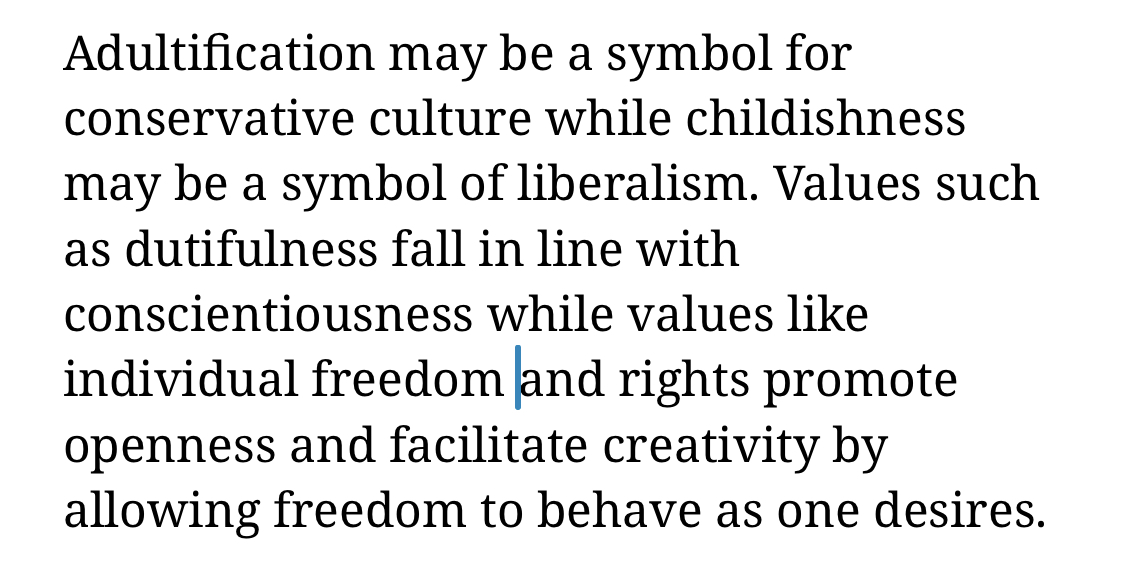 Adultification may be a symbol for
conservative culture while childishness
may be a symbol of liberalism. Values such
as dutifulness fall in line with
conscientiousness while values like
individual freedom and rights promote
openness and facilitate creativity by
allowing freedom to behave as one desires.